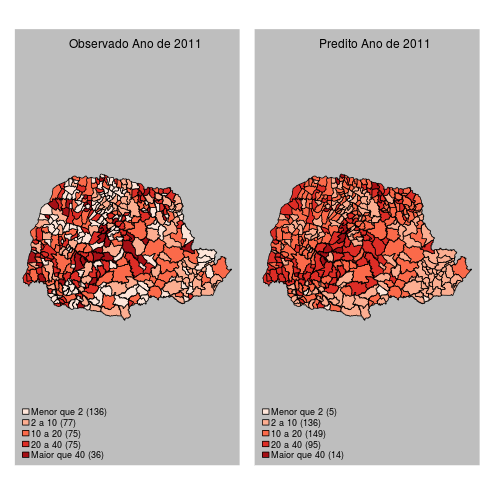 Observado Ano de 2011
Menor que 2 (136)
2 a 10 (77)
10 a 20 (75)
20 a 40 (75)
Maior que 40 (36)
Predito Ano de 2011
Menor que 2 (5)
2 a 10 (136)
10 a 20 (149)
20 a 40 (95)
Maior que 40 (14)